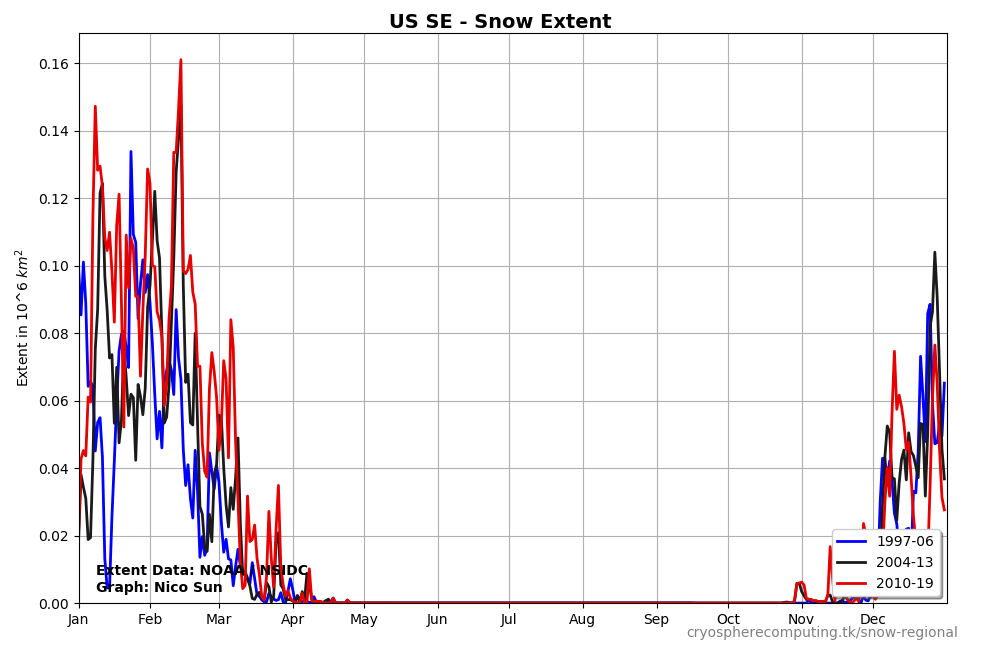 US SE - Snow Extent
Extent in 10^6 km²
0.16
0.14
0.12
0.10
0.08
0.06
0.04
0.02
0.00
Extent Data: NOAA / NSIDC
Graph: Nico Sun
1997-06
2004-13
2010-19
Jan Feb Mar Apr May Jun Jul Aug Sep Oct Nov Dec
cryospherecomputing.tk/snow-regional